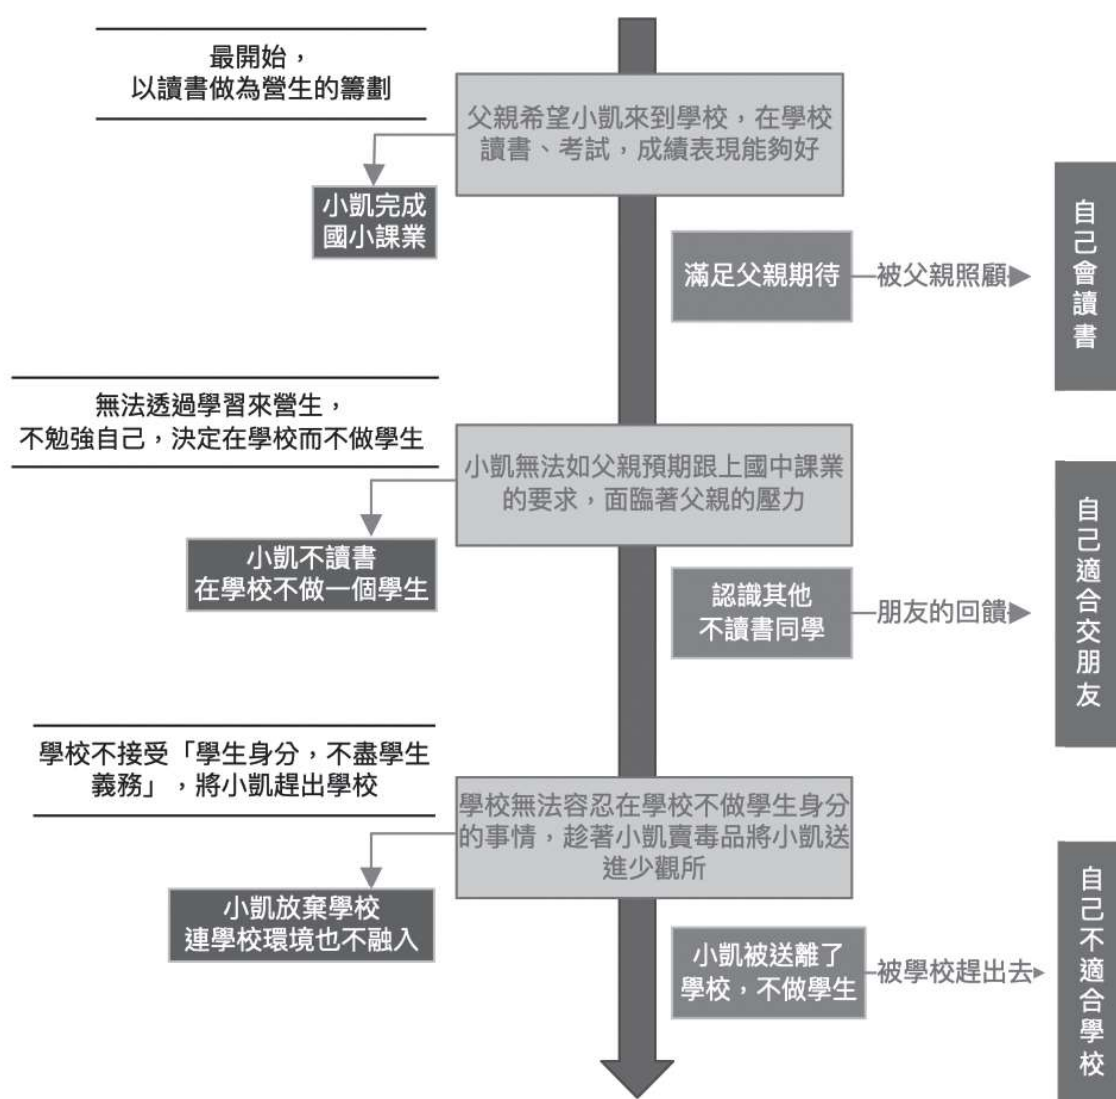 最開始，
以讀書做為營生的籌劃
父親希望小凱來到學校，在學校
讀書、考試，成績表現能夠好
小凱完成
國小課業
滿足父親期待
被父親照顧
自己會讀書
無法透過學習來營生，
不勉強自己，決定在學校而不做學生
小凱無法如父親預期跟上國中課業
的要求，面臨著父親的壓力
小凱不讀書
在學校不做一個學生
認識其他
不讀書同學
朋友的回饋
自己適合交朋友
學校不接受「學生身分，不盡學生
義務」，將小凱趕出學校
學校無法容忍在學校不做學生身分
的事情，趁著小凱賣毒品將小凱送
進少觀所
小凱放棄學校
連學校環境也不融入
小凱被送離了
學校，不做學生
被學校趕出去
自己不適合學校